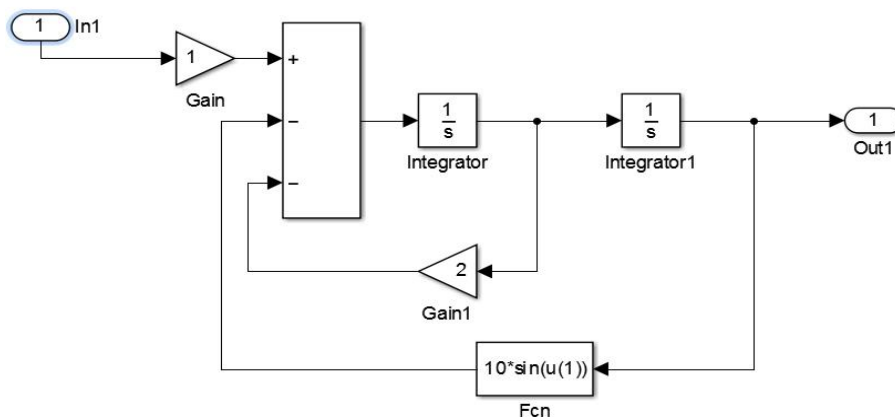 1
In1
1
Gain
+
−
−
1
s
Integrator
1
s
Integrator1
1
Out1
2
Gain1
10*sin(u(1))
Fcn